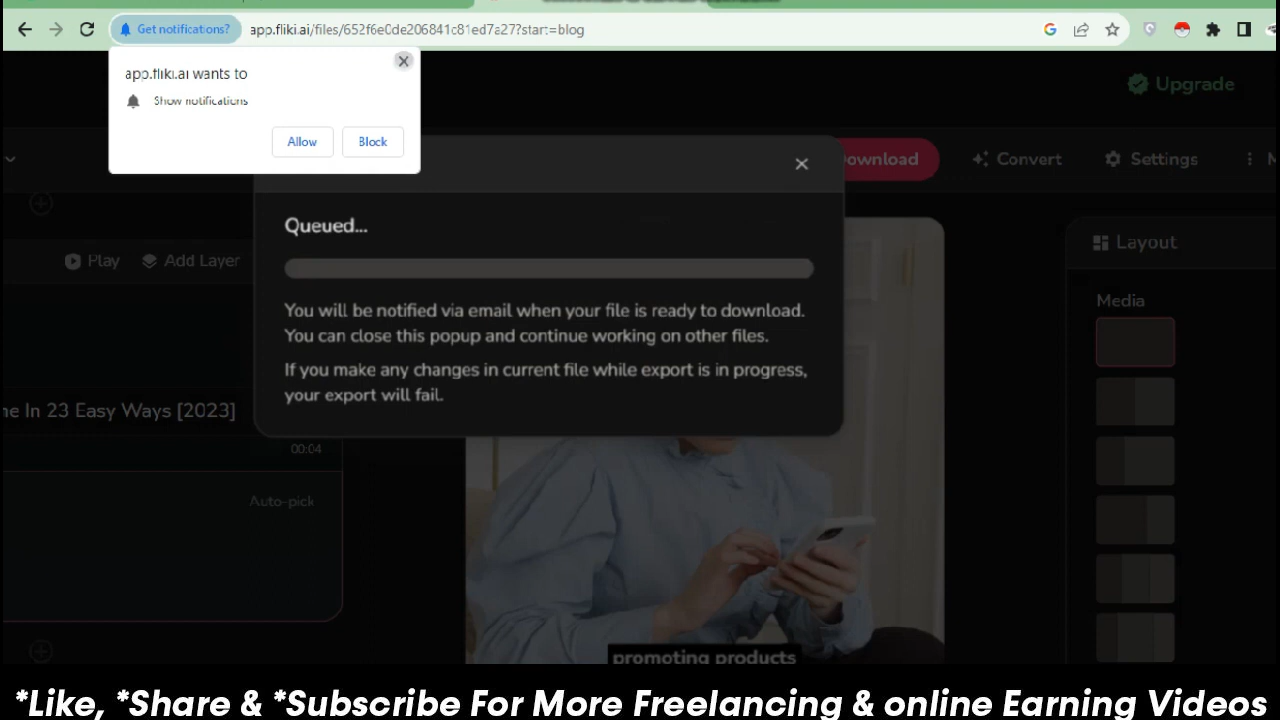 Get notifications?
app.fliki.ai/files/652f6e0de206841c81ed7a27?start=blog
app.fliki.ai wants to
Show notifications
Allow
Block
Upgrade
ownload
Convert
Settings
Queued...
Play
Add Layer
Layout
You will be notified via email when your file is ready to download.
You can close this popup and continue working on other files.
Media
If you make any changes in current file while export is in progress,
your export will fail.
ne In 23 Easy Ways [2023]
00:04
Auto-pick
promoting products
*Like, *Share & *Subscribe For More Freelancing & online Earning Videos